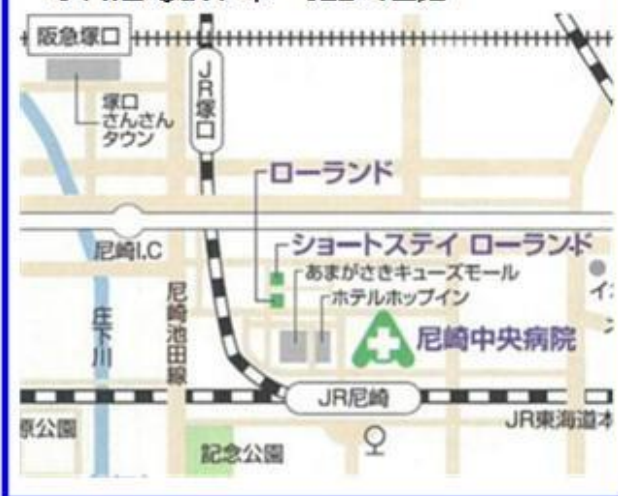 阪急塚口
JR塚口
塚口
さんさん
タウン
ローランド
尼崎I.C
ショートステイ ローランド
あまがさきキューズモール
ホテルホップイン
庄下川
尼崎池田線
尼崎中央病院
JR尼崎
JR東海道本
原公園
記念公園